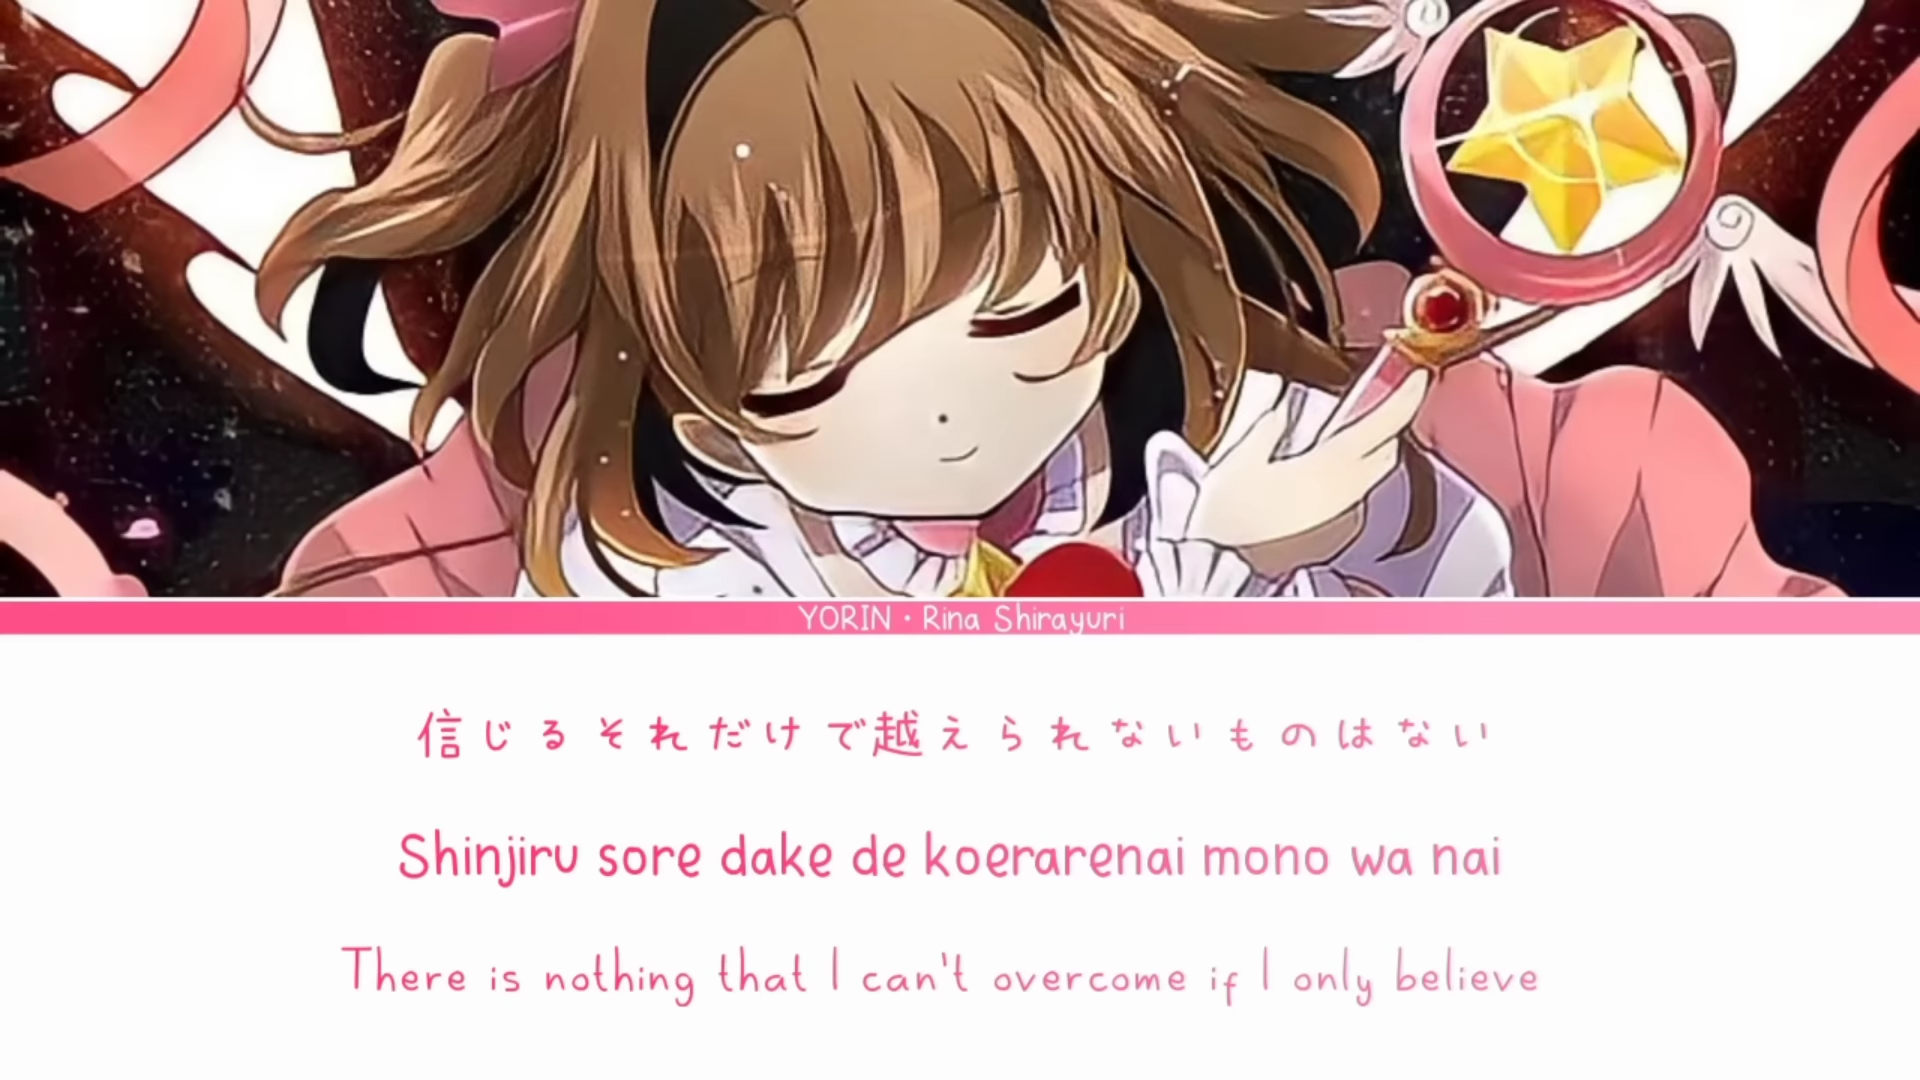 YORIN • Rina Shirayuri
信じるそれだけで越えられないものはない
Shinjiru sore dake de koerarenai mono wa nai
There is nothing that I can't overcome if I only believe